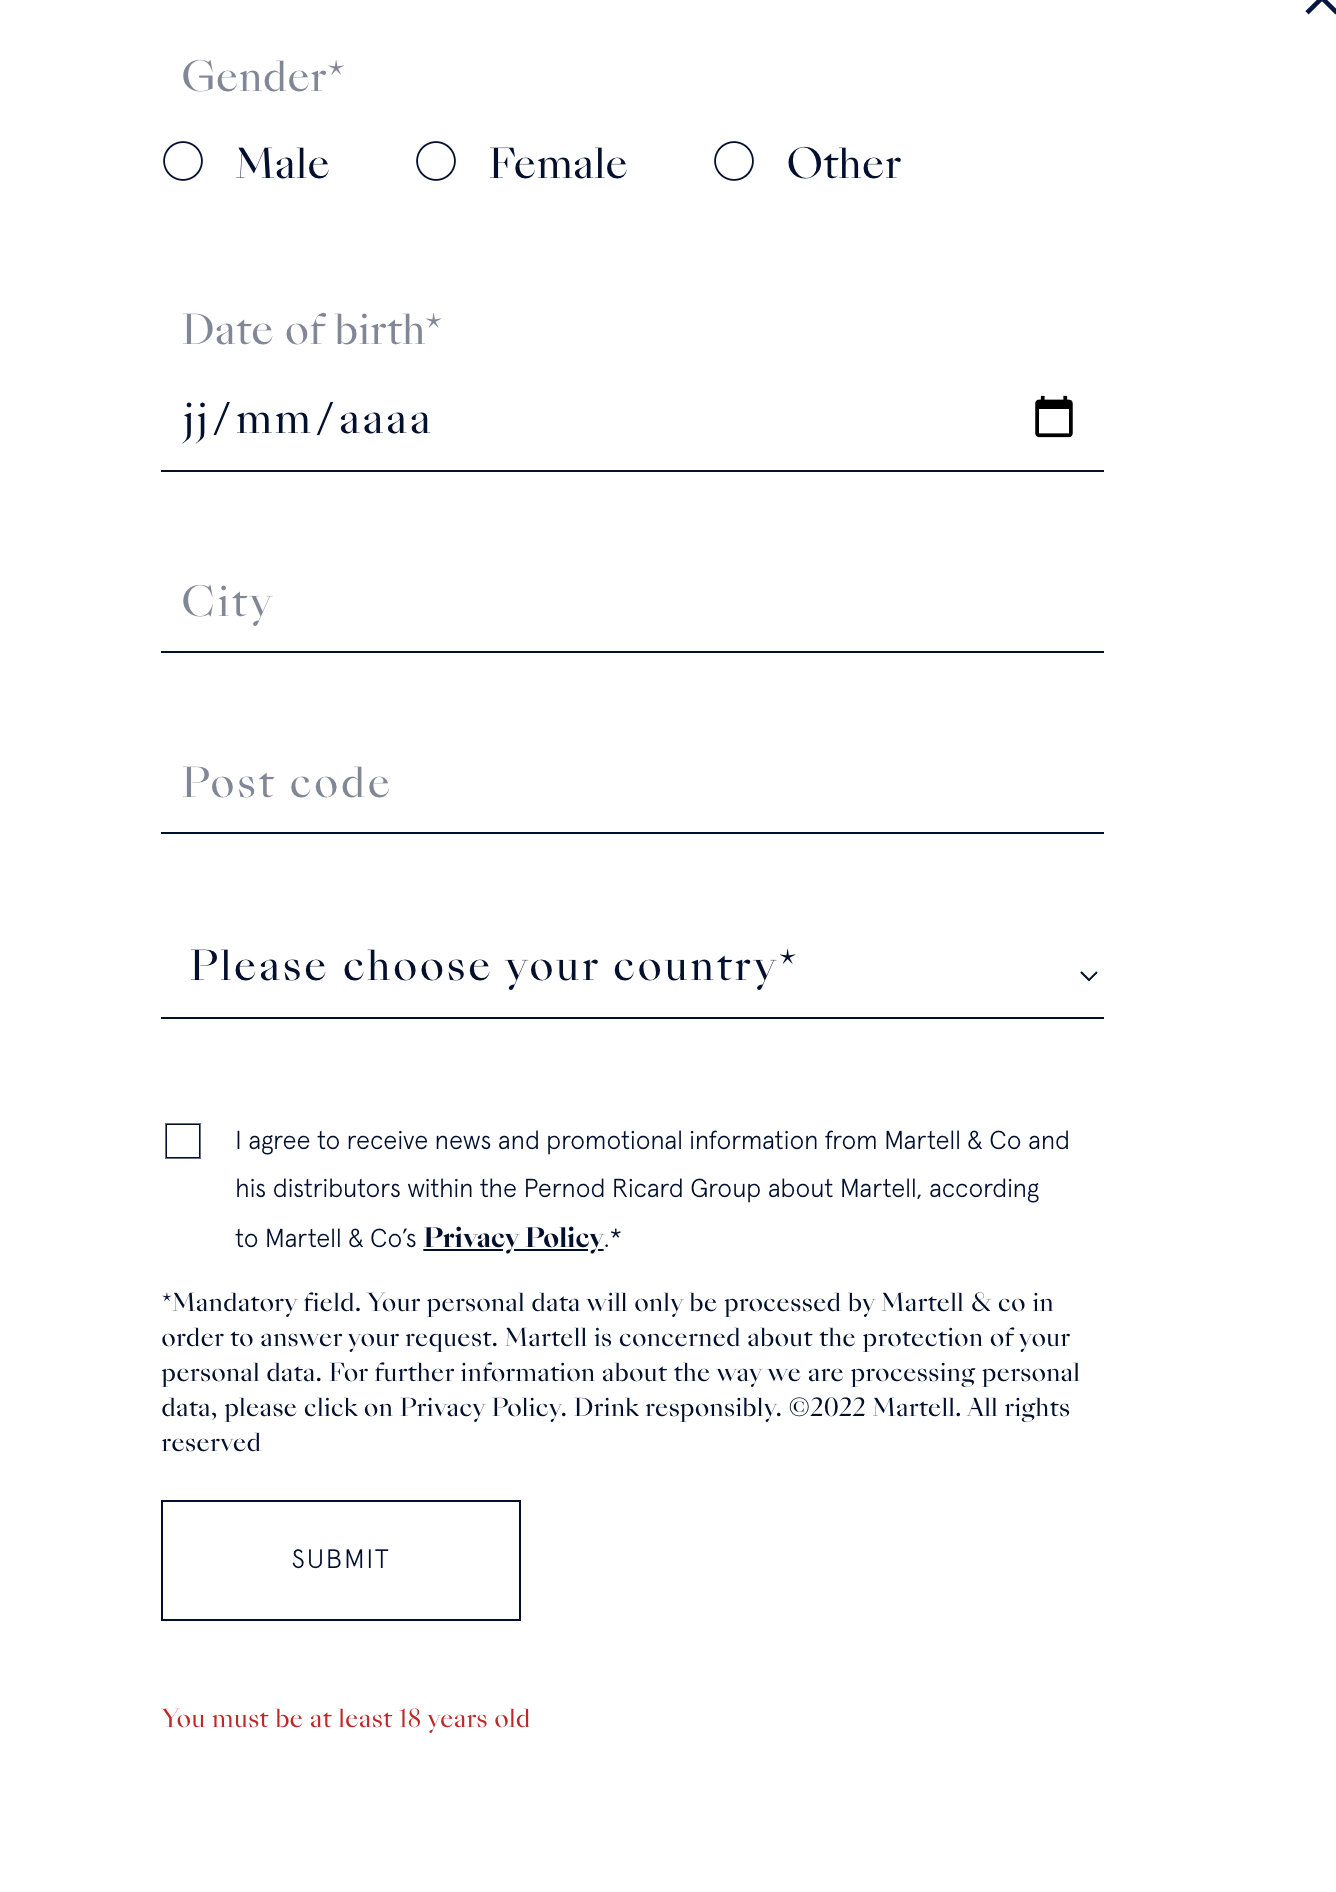 Gender*
Male Female Other
Date of birth*
jj/mm/aaaa
City
Post code
Please choose your country*
I agree to receive news and promotional information from Martell & Co and
his distributors within the Pernod Ricard Group about Martell, according
to Martell & Co’s Privacy Policy.*
*Mandatory field. Your personal data will only be processed by Martell & co in
order to answer your request. Martell is concerned about the protection of your
personal data. For further information about the way we are processing personal
data, please click on Privacy Policy. Drink responsibly. ©2022 Martell. All rights
reserved
SUBMIT
You must be at least 18 years old